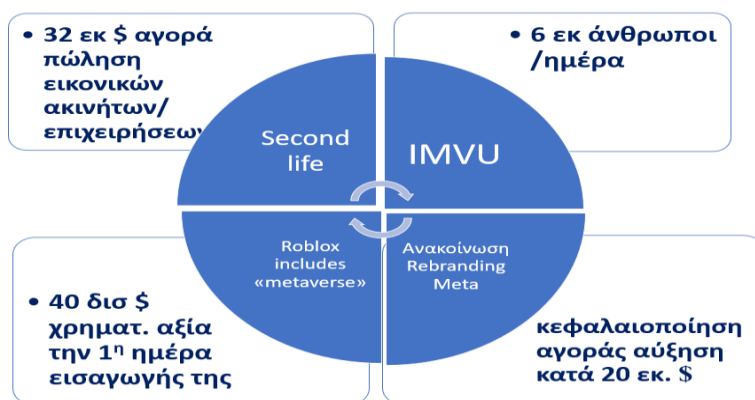 • 32 εκ $ αγορά
πώληση
εικονικών
ακινήτων/
επιχειρήσεων
• 6 εκ άνθρωποι
/ημέρα
Second
life
IMVU
Roblox
includes
«metaverse»
Ανακοίνωση
Rebranding
Meta
• 40 δισ $
χρηματ. αξία
την 1η ημέρα
εισαγωγής της
κεφαλαιοποίηση
αγοράς αύξηση
κατά 20 εκ. $